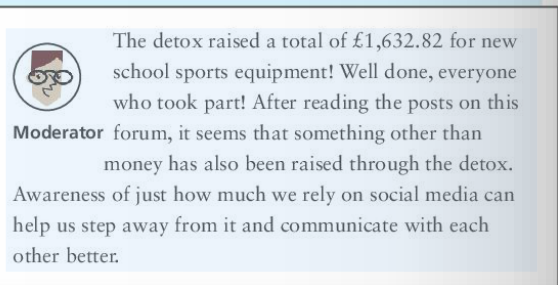 The detox raised a total of £1,632.82 for new
school sports equipment! Well done, everyone
who took part! After reading the posts on this
Moderator forum, it seems that something other than
money has also been raised through the detox.
Awareness of just how much we rely on social media can
help us step away from it and communicate with each
other better.